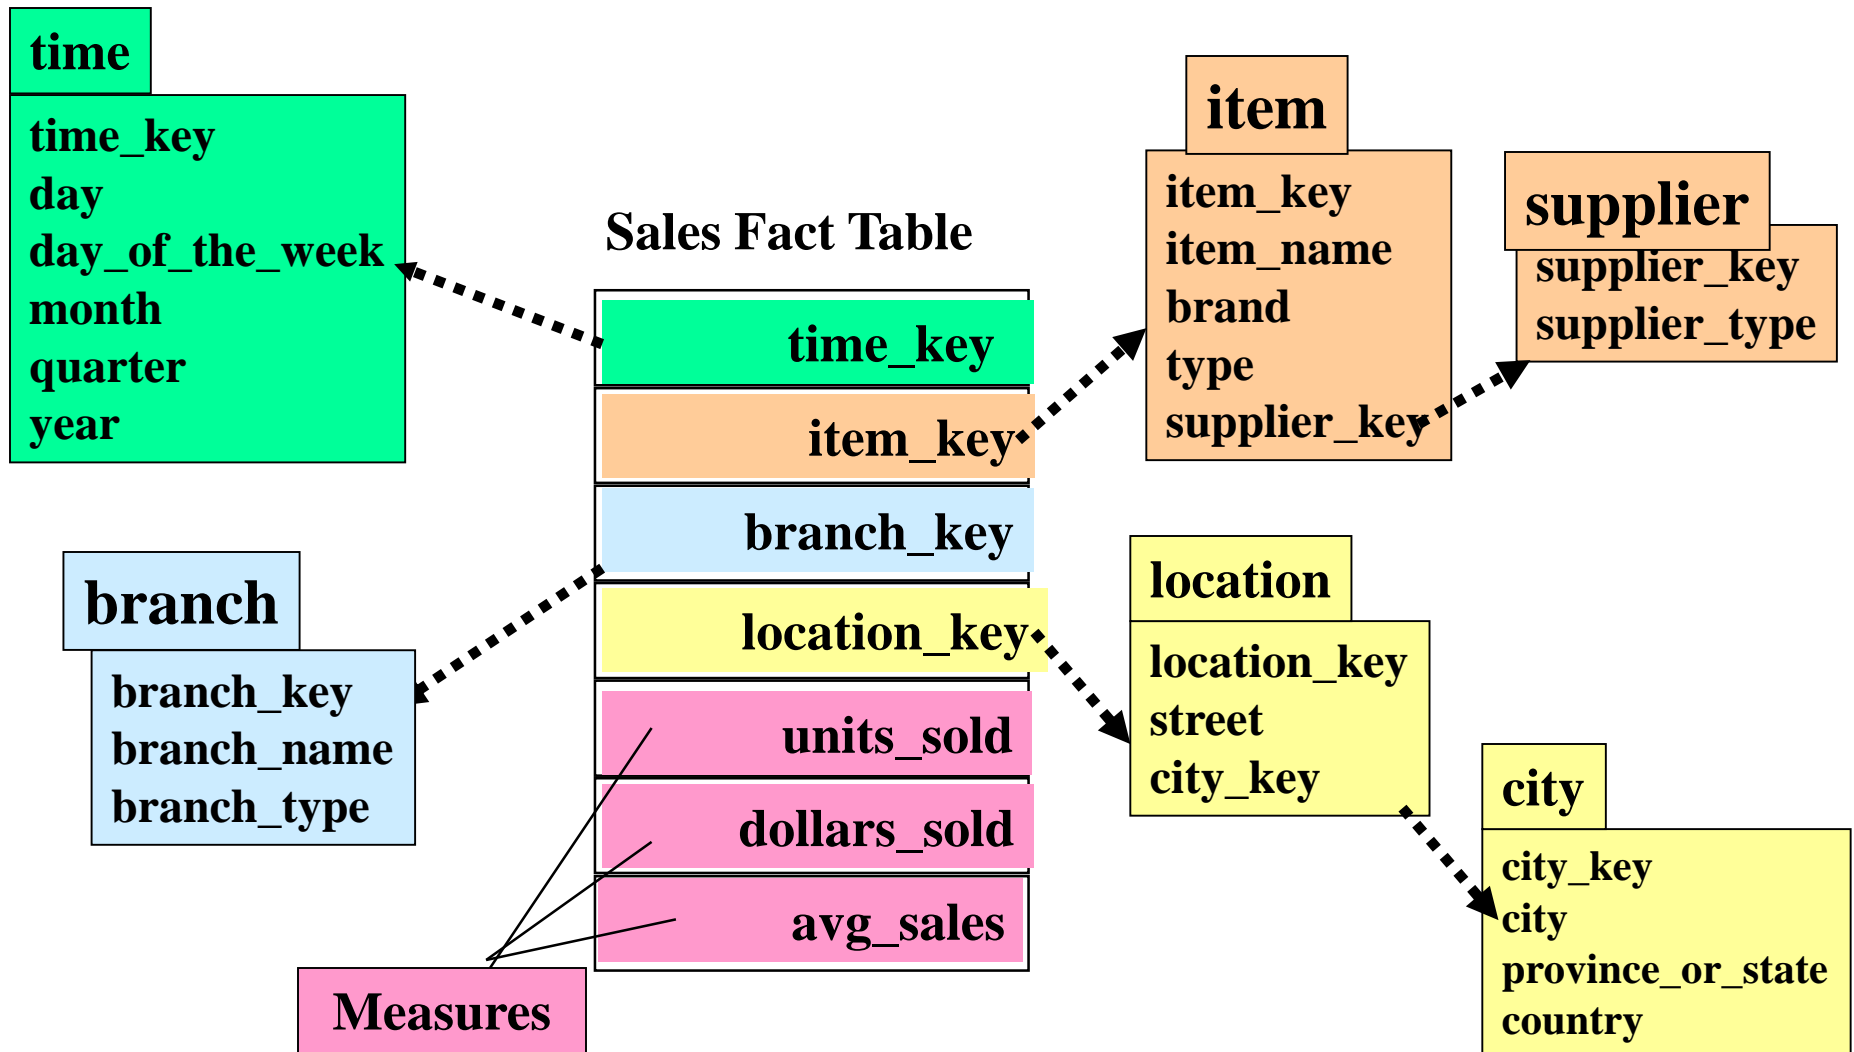 time
time_key
day
day_of_the_week
month
quarter
year
branch
branch_key
branch_name
branch_type
Sales Fact Table
time_key
item_key
branch_key
location_key
units_sold
dollars_sold
avg_sales
Measures
item
item_key
item_name
brand
type
supplier_key
supplier
supplier_key
supplier_type
location
location_key
street
city_key
city
city_key
city
province_or_state
country